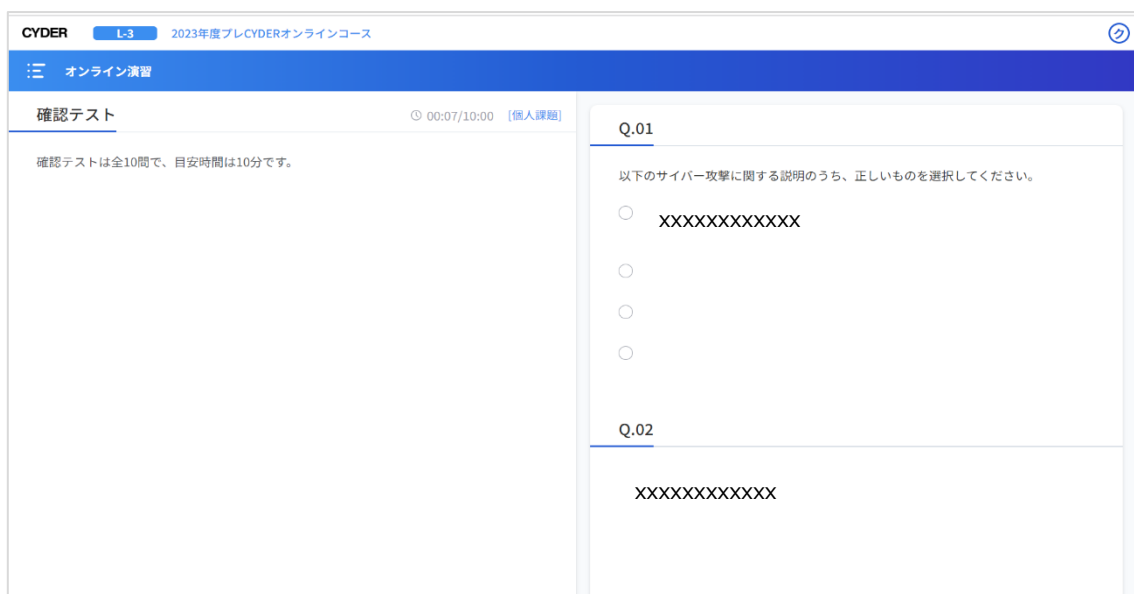 CYDER L-3 2023年度プレCYDERオンラインコース ク
オンライン演習
確認テスト 00:07/10:00 [個人課題]
確認テストは全10問で、目安時間は10分です。
Q.01
以下のサイバー攻撃に関する説明のうち、正しいものを選択してください。
XXXXXXXXXXXX
Q.02
XXXXXXXXXXXX